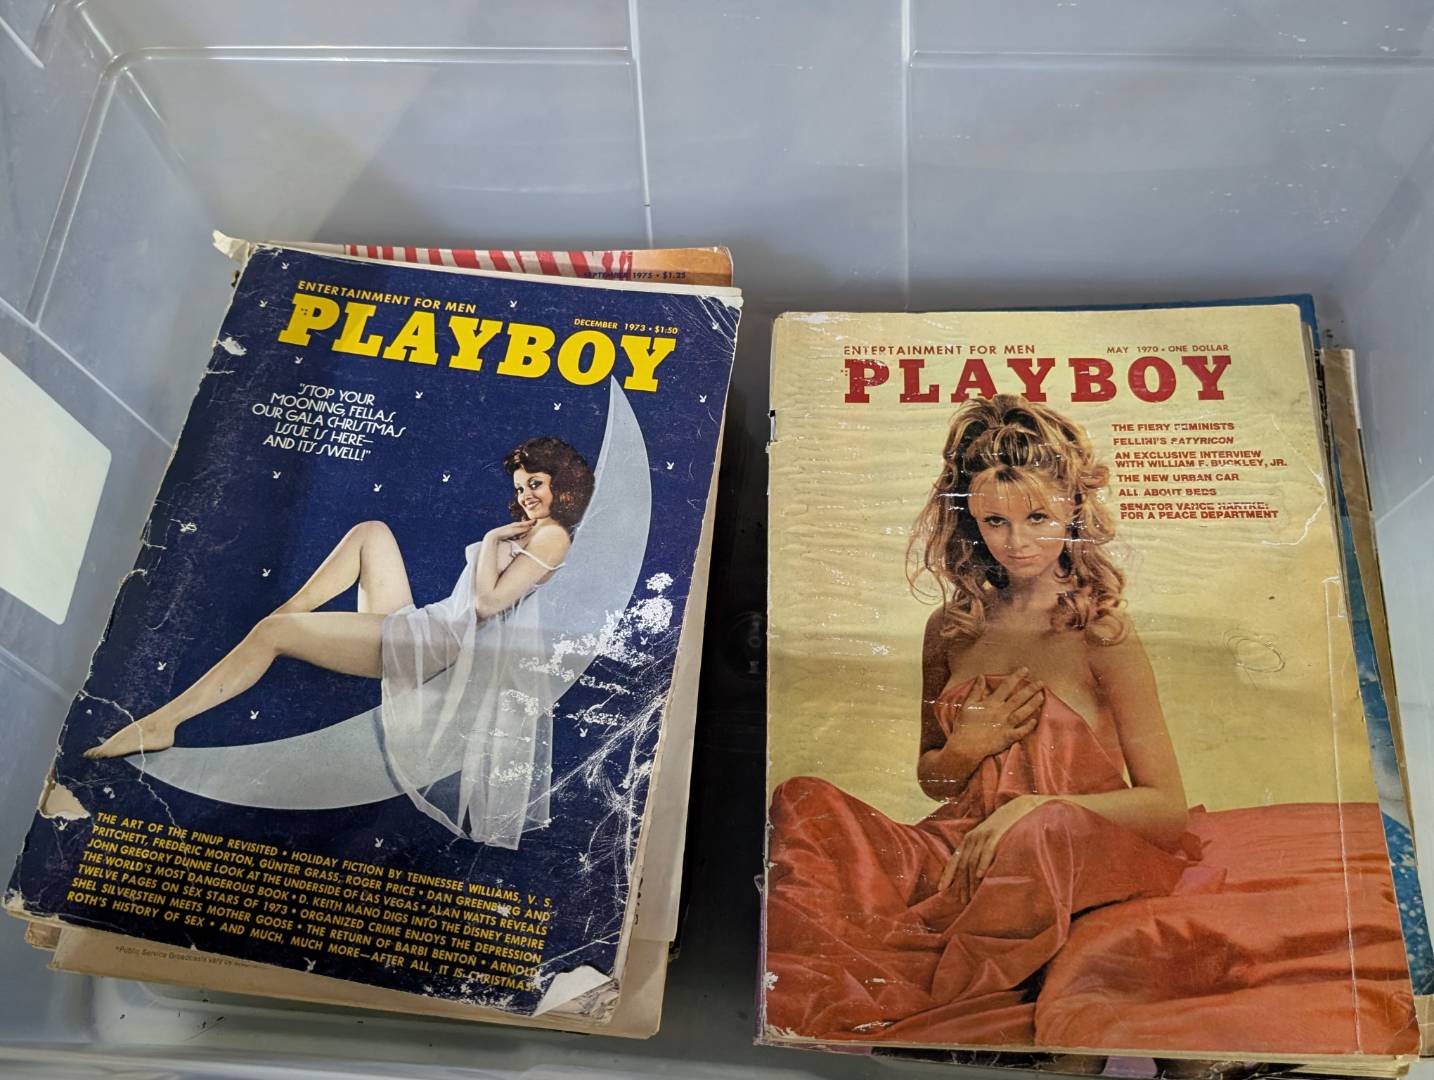 SEPTEMBER 1975 • $1.25
ENTERTAINMENT FOR MEN
PLAYBOY
DECEMBER 1973 • $1.50
"STOP YOUR
MOONING, FELLAS.
OUR GALA CHRISTMAS
ISSUE IS HERE—
AND IT'S SWELL!"
THE ART OF THE PINUP REVISITED • HOLIDAY FICTION BY TENNESSEE WILLIAMS, V. S.
PRITCHETT, FREDERIC MORTON, GÜNTER GRASS, ROGER PRICE • DAN GREENBURG AND
JOHN GREGORY DUNNE LOOK AT THE UNDERSIDE OF LAS VEGAS • ALAN WATTS REVEALS
THE WORLD'S MOST DANGEROUS BOOK • D. KEITH MANO DIGS INTO THE DISNEY EMPIRE
TWELVE PAGES ON SEX STARS OF 1973 • ORGANIZED CRIME ENJOYS THE DEPRESSION
SHEL SILVERSTEIN MEETS MOTHER GOOSE • THE RETURN OF BARBI BENTON • ARNOLD
ROTH'S HISTORY OF SEX • AND MUCH, MUCH MORE—AFTER ALL, IT IS CHRISTMAS!
"Public Service Broadcasts vary
ENTERTAINMENT FOR MEN
MAY 1970 • ONE DOLLAR
PLAYBOY
THE FIERY FEMINISTS
FELLINI'S SATYRICON
AN EXCLUSIVE INTERVIEW
WITH WILLIAM F. BUCKLEY, JR.
THE NEW URBAN CAR
ALL ABOUT BEDS
SENATOR VANCE HARTKE:
FOR A PEACE DEPARTMENT